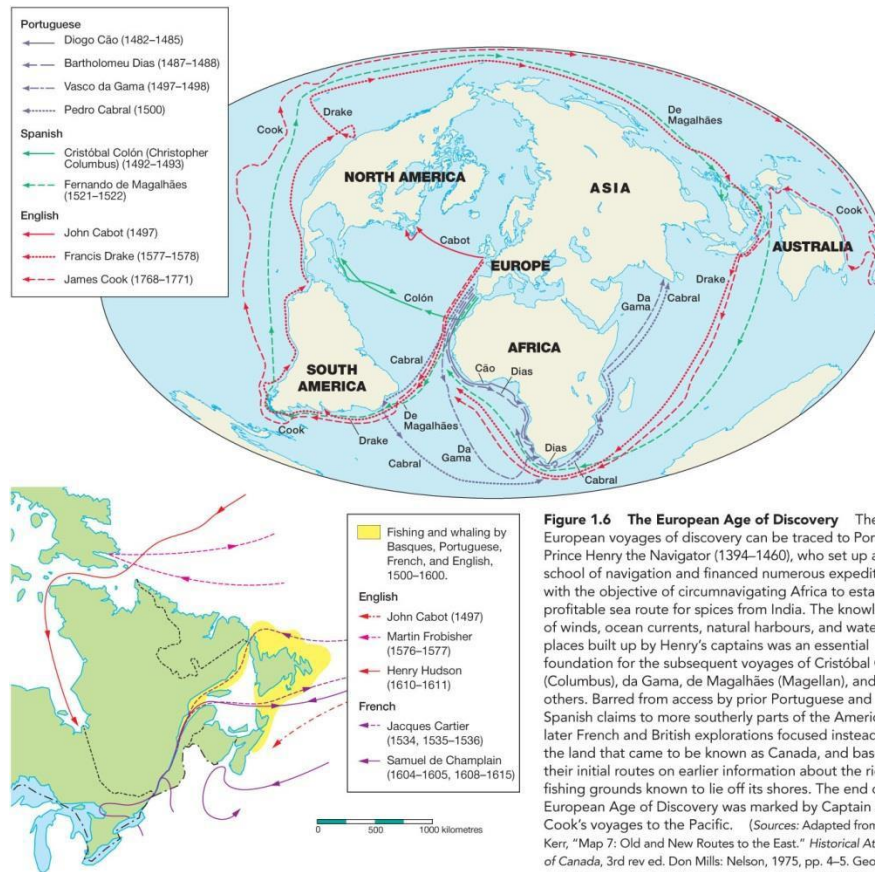 Portuguese
Diogo Cão (1482–1485)
Bartholomeu Dias (1487–1488)
Vasco da Gama (1497–1498)
Pedro Cabral (1500)
Spanish
Cristóbal Colón (Christopher
Columbus) (1492–1493)
Fernando de Magalhães
(1521–1522)
English
John Cabot (1497)
Francis Drake (1577–1578)
James Cook (1768–1771)
Cook
Drake
De
Magalhães
NORTH AMERICA
ASIA
Cabot
EUROPE
Cook
AUSTRALIA
Colón
Da
Gama
Cabral
Drake
AFRICA
SOUTH
AMERICA
Cabral
Cão
Dias
Cook
Drake
De
Magalhães
Cabral
Da
Gama
Dias
Cabral
Fishing and whaling by
Basques, Portuguese,
French, and English,
1500–1600.
English
John Cabot (1497)
Martin Frobisher
(1576–1577)
Henry Hudson
(1610–1611)
French
Jacques Cartier
(1534, 1535–1536)
Samuel de Champlain
(1604–1605, 1608–1615)
0 500 1000 kilometres
Figure 1.6 The European Age of Discovery The
European voyages of discovery can be traced to Por
Prince Henry the Navigator (1394–1460), who set up a
school of navigation and financed numerous expedit
with the objective of circumnavigating Africa to esta
profitable sea route for spices from India. The knowl
of winds, ocean currents, natural harbours, and wate
places built up by Henry's captains was an essential
foundation for the subsequent voyages of Cristóbal C
(Columbus), da Gama, de Magalhães (Magellan), and
others. Barred from access by prior Portuguese and
Spanish claims to more southerly parts of the Americ
later French and British explorations focused instead
the land that came to be known as Canada, and base
their initial routes on earlier information about the ric
fishing grounds known to lie off its shores. The end o
European Age of Discovery was marked by Captain
Cook's voyages to the Pacific. (Sources: Adapted from
Kerr, "Map 7: Old and New Routes to the East." Historical At
of Canada, 3rd rev ed. Don Mills: Nelson, 1975, pp. 4–5. Geo